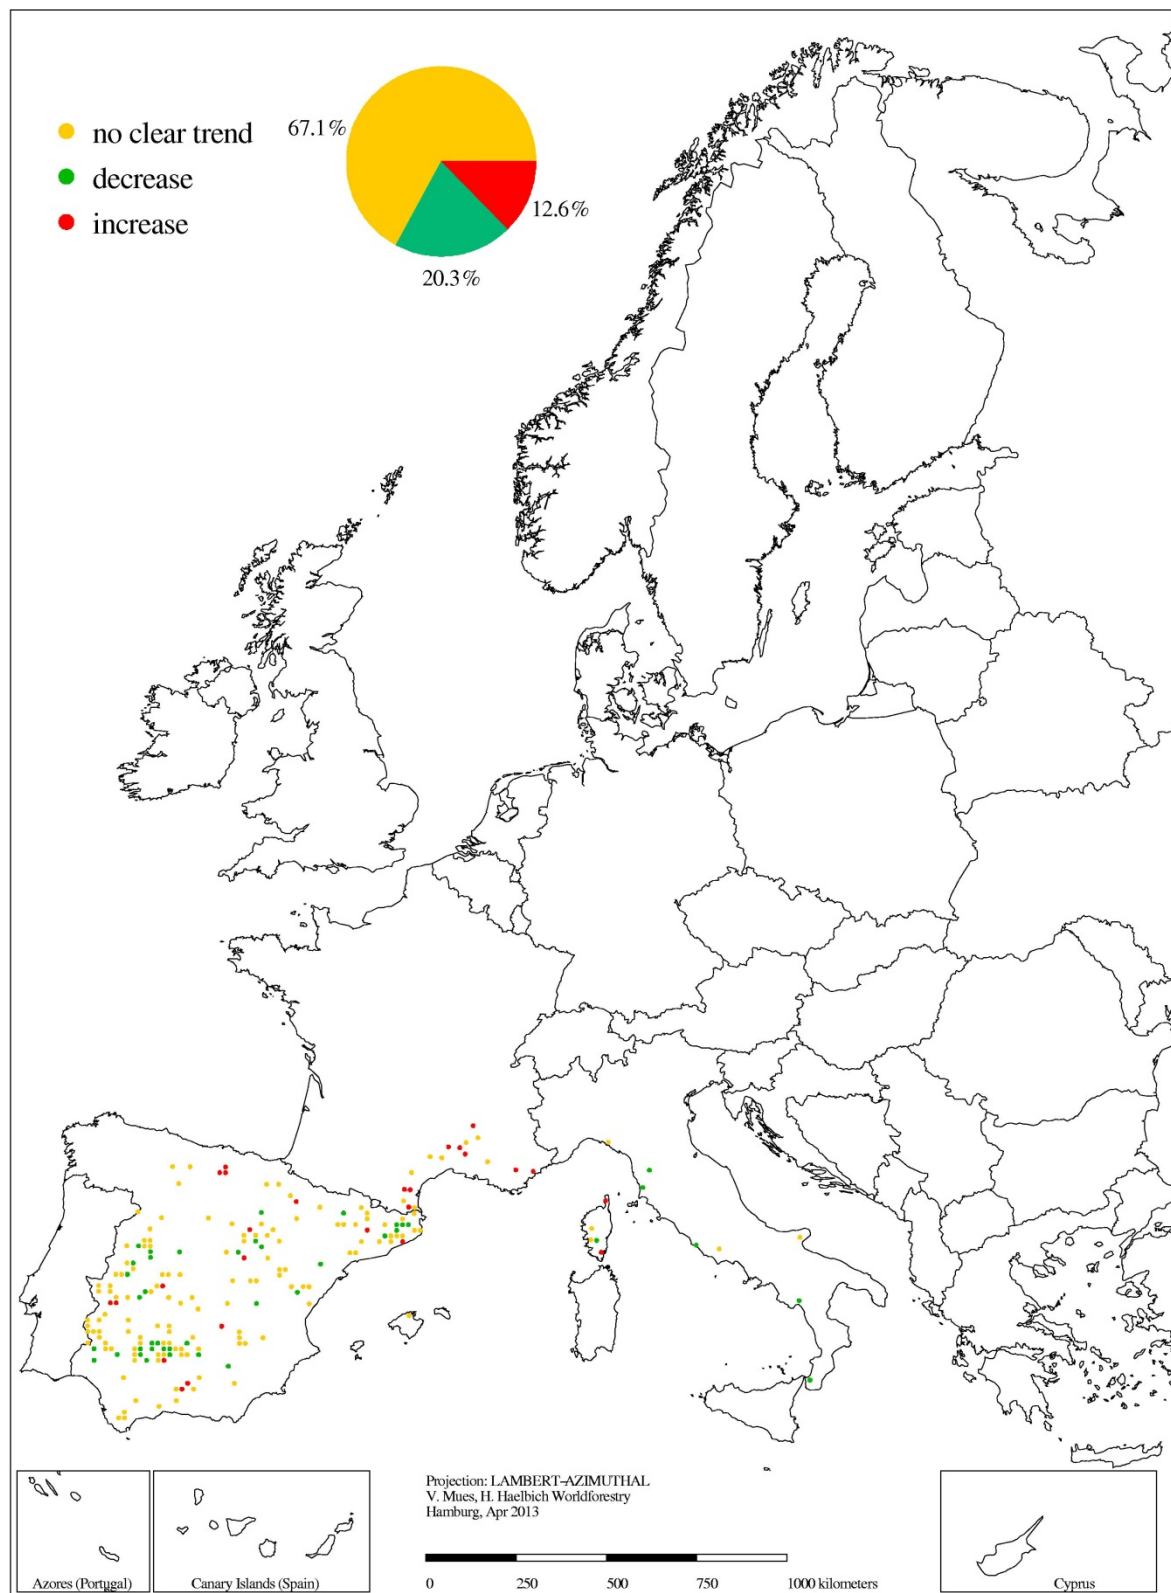 no clear trend
decrease
increase
67.1%
12.6%
20.3%
Projection: LAMBERT-AZIMUTHAL
V. Mues, H. Haelbich Worldforestry
Hamburg, Apr 2013
Azores (Portugal)
Canary Islands (Spain)
0 250 500 750 1000 kilometers
Cyprus